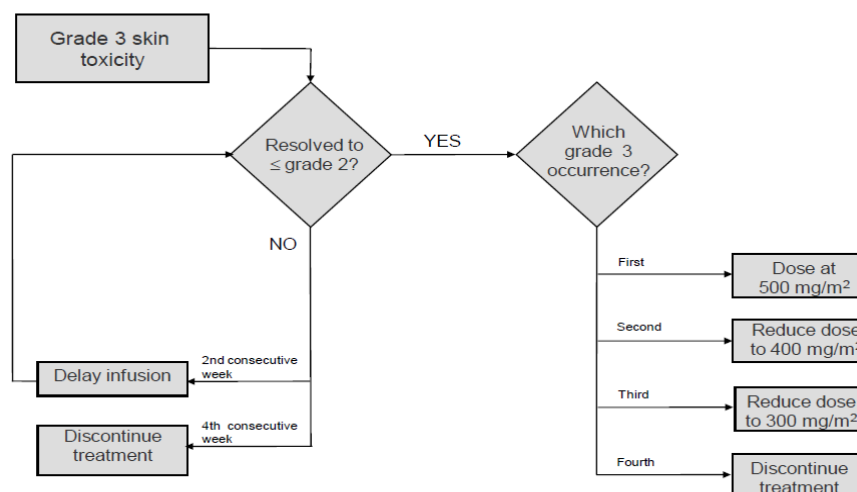 Grade 3 skin
toxicity
Resolved to
≤ grade 2?
YES
Which
grade 3
occurrence?
NO
First
Dose at
500 mg/m²
Second
Reduce dose
to 400 mg/m²
2nd consecutive
week
Delay infusion
Third
Reduce dose
to 300 mg/m²
4th consecutive
week
Discontinue
treatment
Fourth
Discontinue
treatment